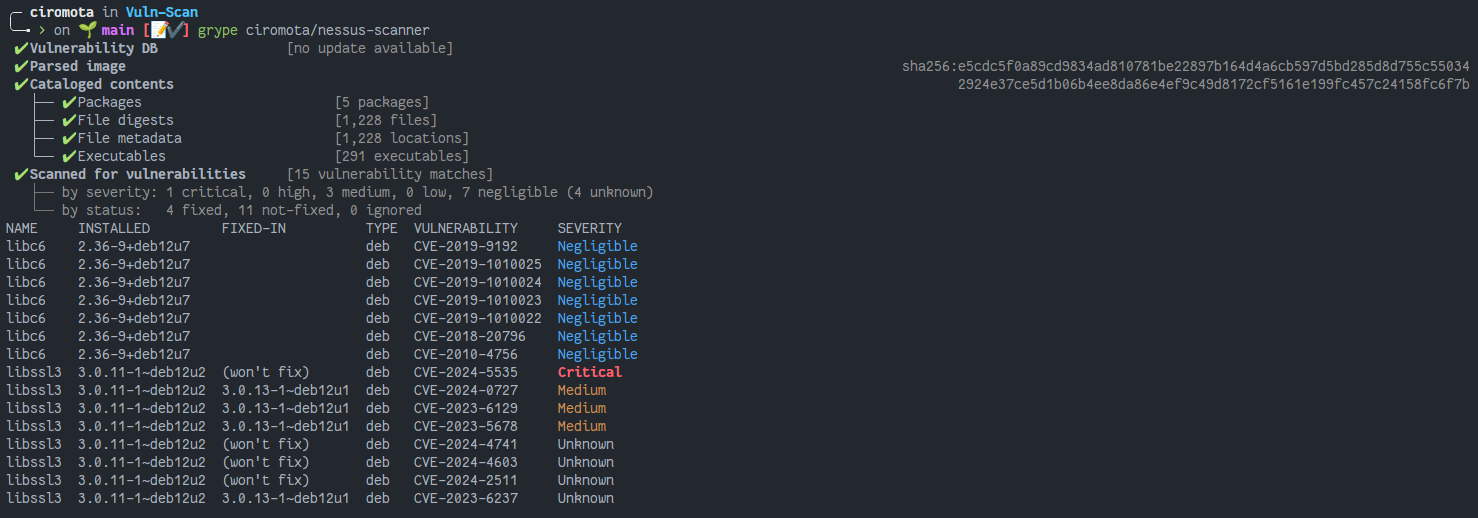 ciromota in Vuln-Scan
> on 🌱 main [📝✔] grype ciromota/nessus-scanner
✔Vulnerability DB [no update available]
✔Parsed image sha256:e5cdc5f0a89cd9834ad810781be22897b164d4a6cb597d5bd285d8d755c55034
✔Cataloged contents 2924e37ce5d1b06b4ee8da86e4ef9c49d8172cf5161e199fc457c24158fc6f7b
├── ✔Packages [5 packages]
├── ✔File digests [1,228 files]
├── ✔File metadata [1,228 locations]
└── ✔Executables [291 executables]
✔Scanned for vulnerabilities [15 vulnerability matches]
├── by severity: 1 critical, 0 high, 3 medium, 0 low, 7 negligible (4 unknown)
└── by status: 4 fixed, 11 not-fixed, 0 ignored
NAME INSTALLED FIXED-IN TYPE VULNERABILITY SEVERITY
libc6 2.36-9+deb12u7 deb CVE-2019-9192 Negligible
libc6 2.36-9+deb12u7 deb CVE-2019-1010025 Negligible
libc6 2.36-9+deb12u7 deb CVE-2019-1010024 Negligible
libc6 2.36-9+deb12u7 deb CVE-2019-1010023 Negligible
libc6 2.36-9+deb12u7 deb CVE-2019-1010022 Negligible
libc6 2.36-9+deb12u7 deb CVE-2018-20796 Negligible
libc6 2.36-9+deb12u7 deb CVE-2010-4756 Negligible
libssl3 3.0.11-1~deb12u2 (won't fix) deb CVE-2024-5535 Critical
libssl3 3.0.11-1~deb12u2 3.0.13-1~deb12u1 deb CVE-2024-0727 Medium
libssl3 3.0.11-1~deb12u2 3.0.13-1~deb12u1 deb CVE-2023-6129 Medium
libssl3 3.0.11-1~deb12u2 3.0.13-1~deb12u1 deb CVE-2023-5678 Medium
libssl3 3.0.11-1~deb12u2 (won't fix) deb CVE-2024-4741 Unknown
libssl3 3.0.11-1~deb12u2 (won't fix) deb CVE-2024-4603 Unknown
libssl3 3.0.11-1~deb12u2 (won't fix) deb CVE-2024-2511 Unknown
libssl3 3.0.11-1~deb12u2 3.0.13-1~deb12u1 deb CVE-2023-6237 Unknown